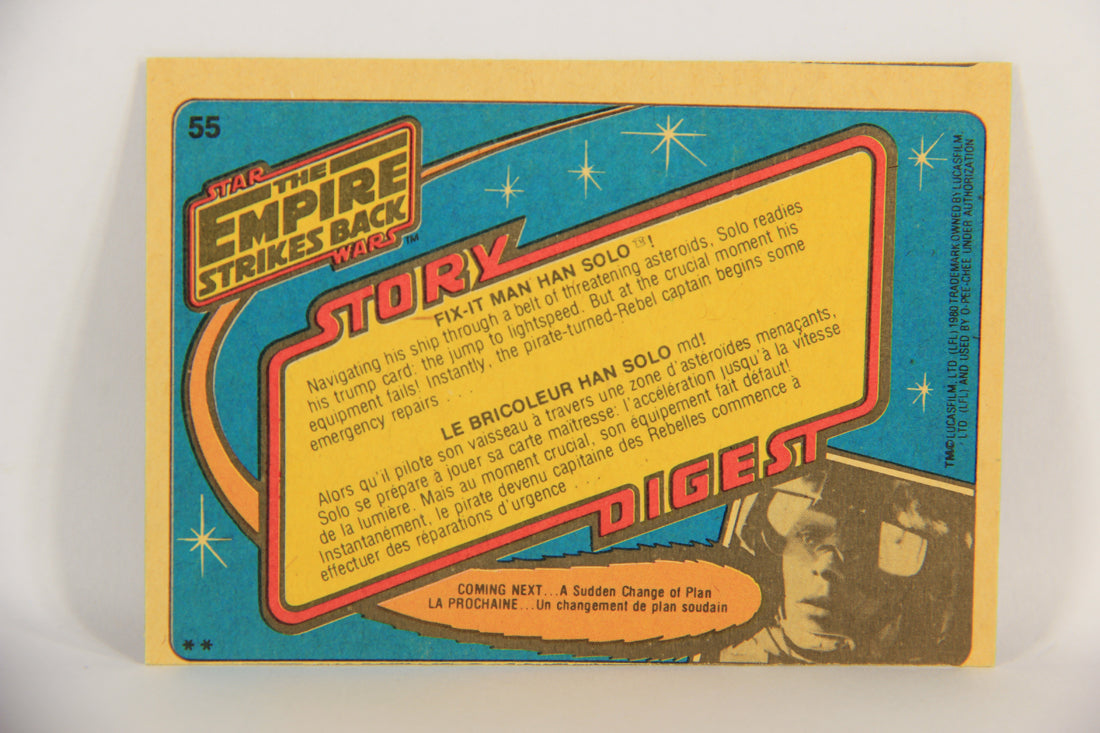 55
STAR
THE
EMPIRE
STRIKES BACK
WARS™
STORY
FIX-IT MAN HAN SOLO™!
Navigating his ship through a belt of threatening asteroids, Solo readies
his trump card: the jump to lightspeed. But at the crucial moment his
equipment fails! Instantly, the pirate-turned-Rebel captain begins some
emergency repairs . . .
LE BRICOLEUR HAN SOLO md!
Alors qu'il pilote son vaisseau à travers une zone d'astéroïdes menaçants,
Solo se prépare à jouer sa carte maîtresse: l'accélération jusqu'à la vitesse
de la lumière. Mais au moment crucial, son équipement fait défaut!
Instantanément, le pirate devenu capitaine des Rebelles commence à
effectuer des réparations d'urgence . . .
DIGEST
COMING NEXT...A Sudden Change of Plan
LA PROCHAINE...Un changement de plan soudain
**
TM©LUCASFILM, LTD. (LFL) 1980 TRADEMARK OWNED BY LUCASFILM,
LTD. (LFL) AND USED BY O-PEE-CHEE UNDER AUTHORIZATION